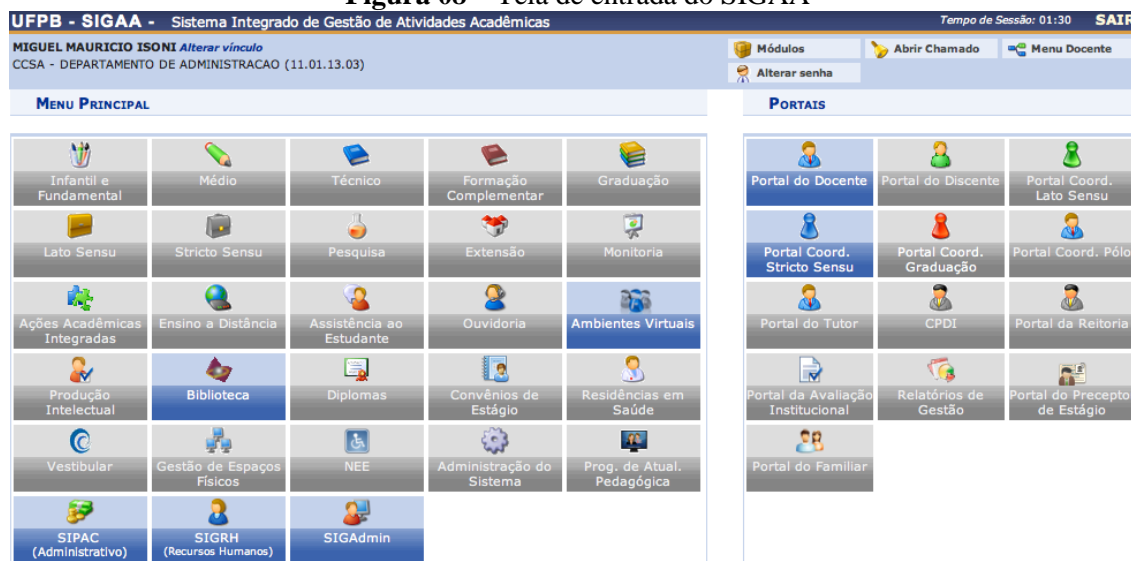 Figura 08 – Tela de entrada do SIGAA
UFPB - SIGAA - Sistema Integrado de Gestão de Atividades Acadêmicas
Tempo de Sessão: 01:30 SAIR
MIGUEL MAURICIO ISONI Alterar vínculo
CCSA - DEPARTAMENTO DE ADMINISTRACAO (11.01.13.03)
Módulos Abrir Chamado Menu Docente
Alterar senha
MENU PRINCIPAL
Infantil e
Fundamental
Médio
Técnico
Formação
Complementar
Graduação
Lato Sensu
Stricto Sensu
Pesquisa
Extensão
Monitoria
Ações Acadêmicas
Integradas
Ensino a Distância
Assistência ao
Estudante
Ouvidoria
Ambientes Virtuais
Produção
Intelectual
Biblioteca
Diplomas
Convênios de
Estágio
Residências em
Saúde
Vestibular
Gestão de Espaços
Físicos
NEE
Administração do
Sistema
Prog. de Atual.
Pedagógica
SIPAC
(Administrativo)
SIGRH
(Recursos Humanos)
SIGAdmin
PORTAIS
Portal do Docente
Portal do Discente
Portal Coord.
Lato Sensu
Portal Coord.
Stricto Sensu
Portal Coord.
Graduação
Portal Coord. Pólo
Portal do Tutor
CPDI
Portal da Reitoria
Portal da Avaliação
Institucional
Relatórios de
Gestão
Portal do Precepto
de Estágio
Portal do Familiar